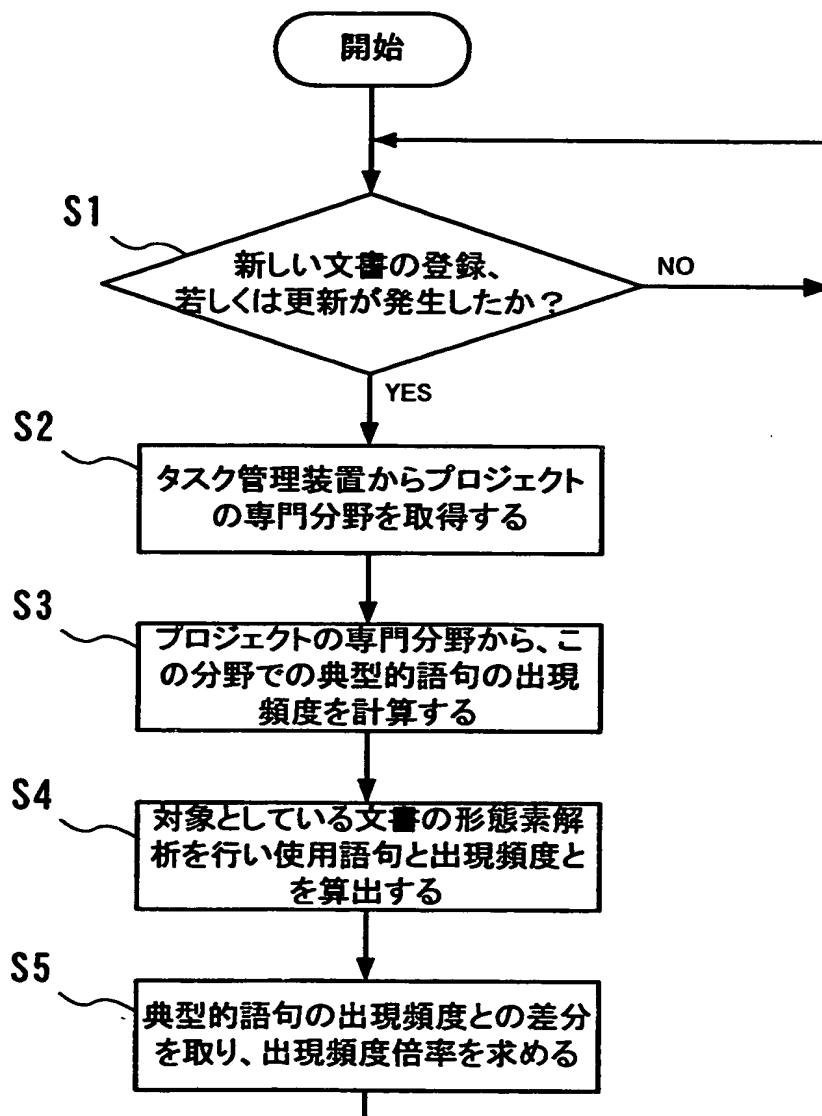 開始
S1
新しい文書の登録、
若しくは更新が発生したか？
NO
YES
S2
タスク管理装置からプロジェクト
の専門分野を取得する
S3
プロジェクトの専門分野から、こ
の分野での典型的語句の出現
頻度を計算する
S4
対象としている文書の形態素解
析を行い使用語句と出現頻度と
を算出する
S5
典型的語句の出現頻度との差分
を取り、出現頻度倍率を求める